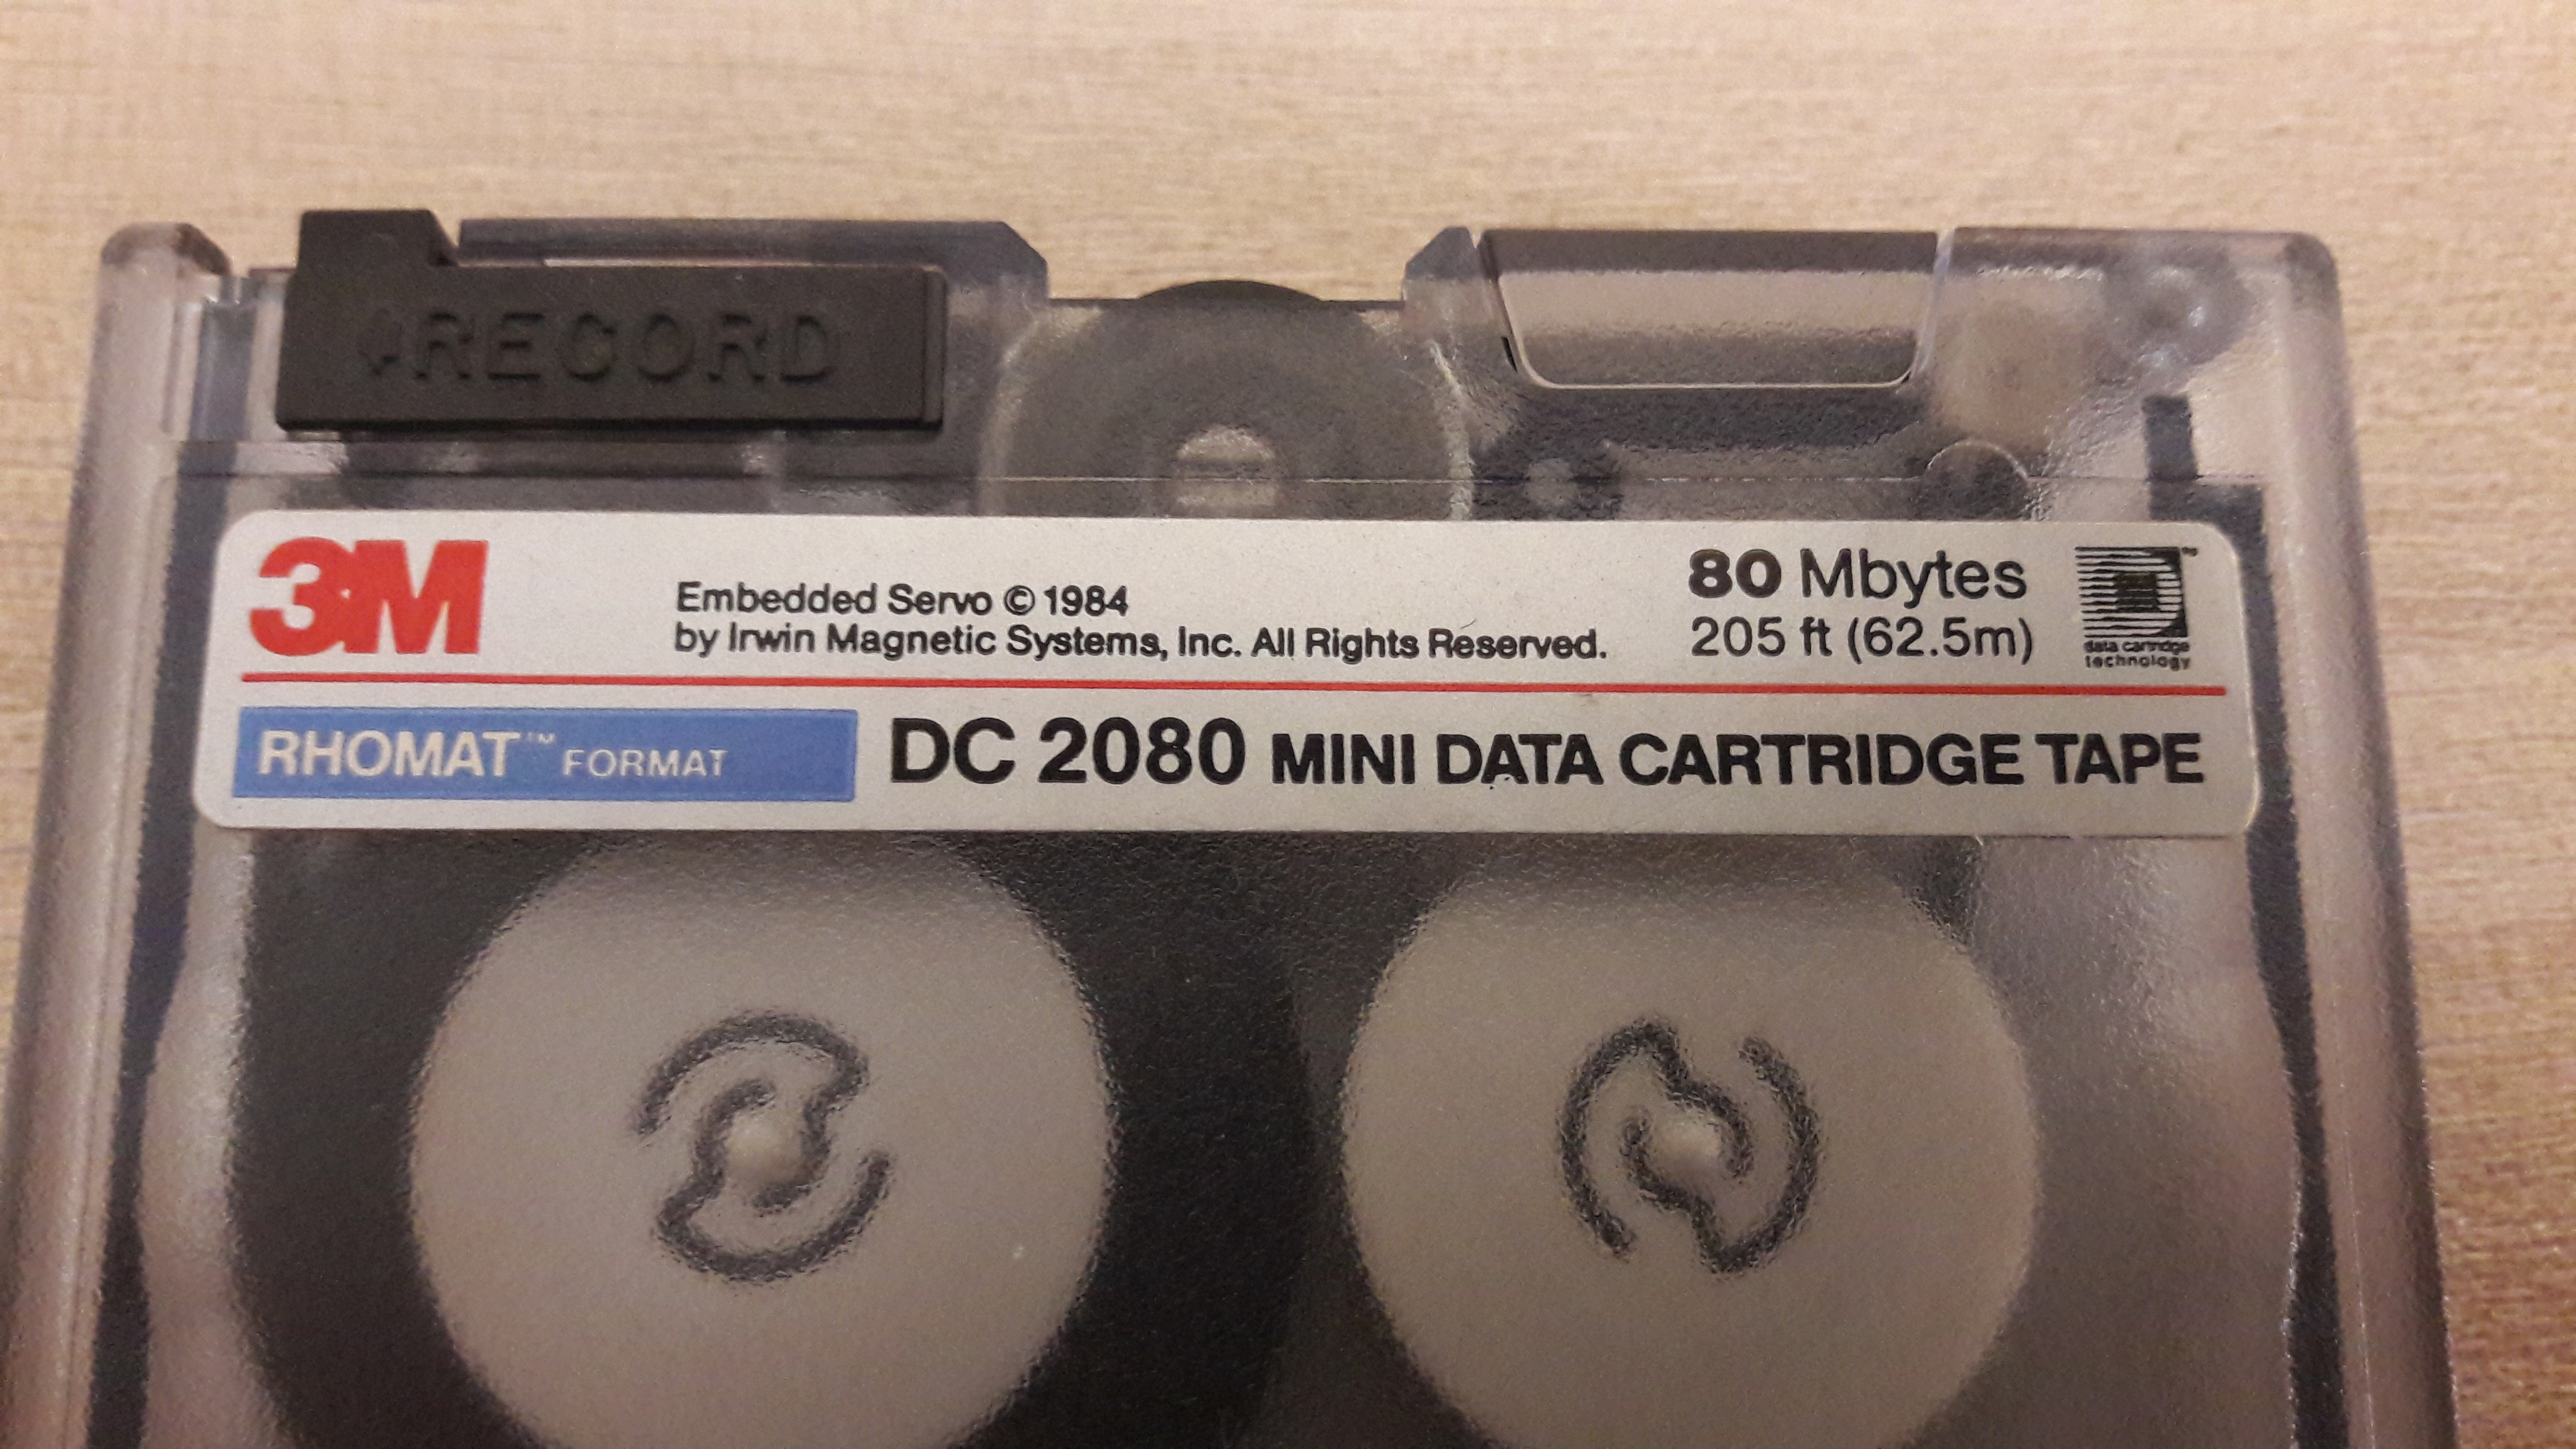 ←RECORD
3M
Embedded Servo © 1984
by Irwin Magnetic Systems, Inc. All Rights Reserved.
80 Mbytes
205 ft (62.5m)
data cartridge
technology
RHOMAT™ FORMAT
DC 2080 MINI DATA CARTRIDGE TAPE